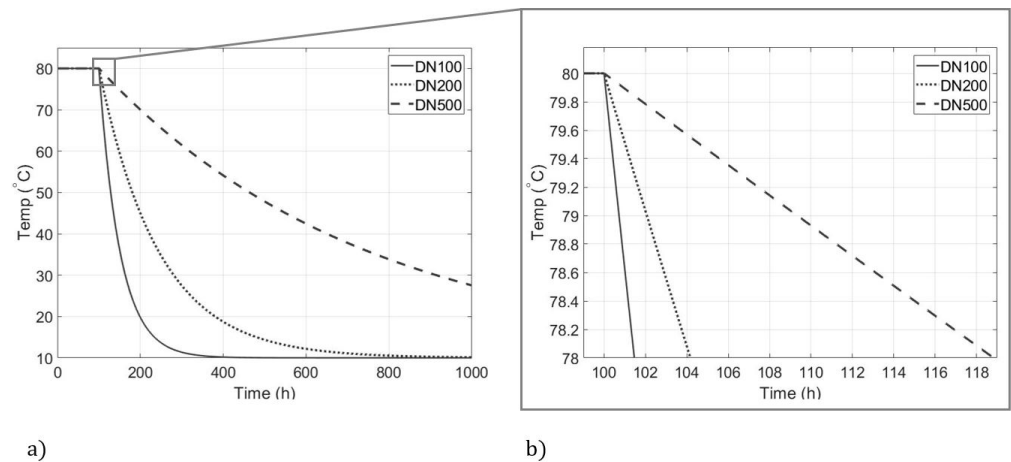 80
70
60
50
40
30
20
10
Temp (°C)
0
200
400
600
800
1000
Time (h)
DN100
DN200
DN500
80
79.8
79.6
79.4
79.2
79
78.8
78.6
78.4
78.2
78
Temp (°C)
100
102
104
106
108
110
112
114
116
118
Time (h)
DN100
DN200
DN500
a)
b)